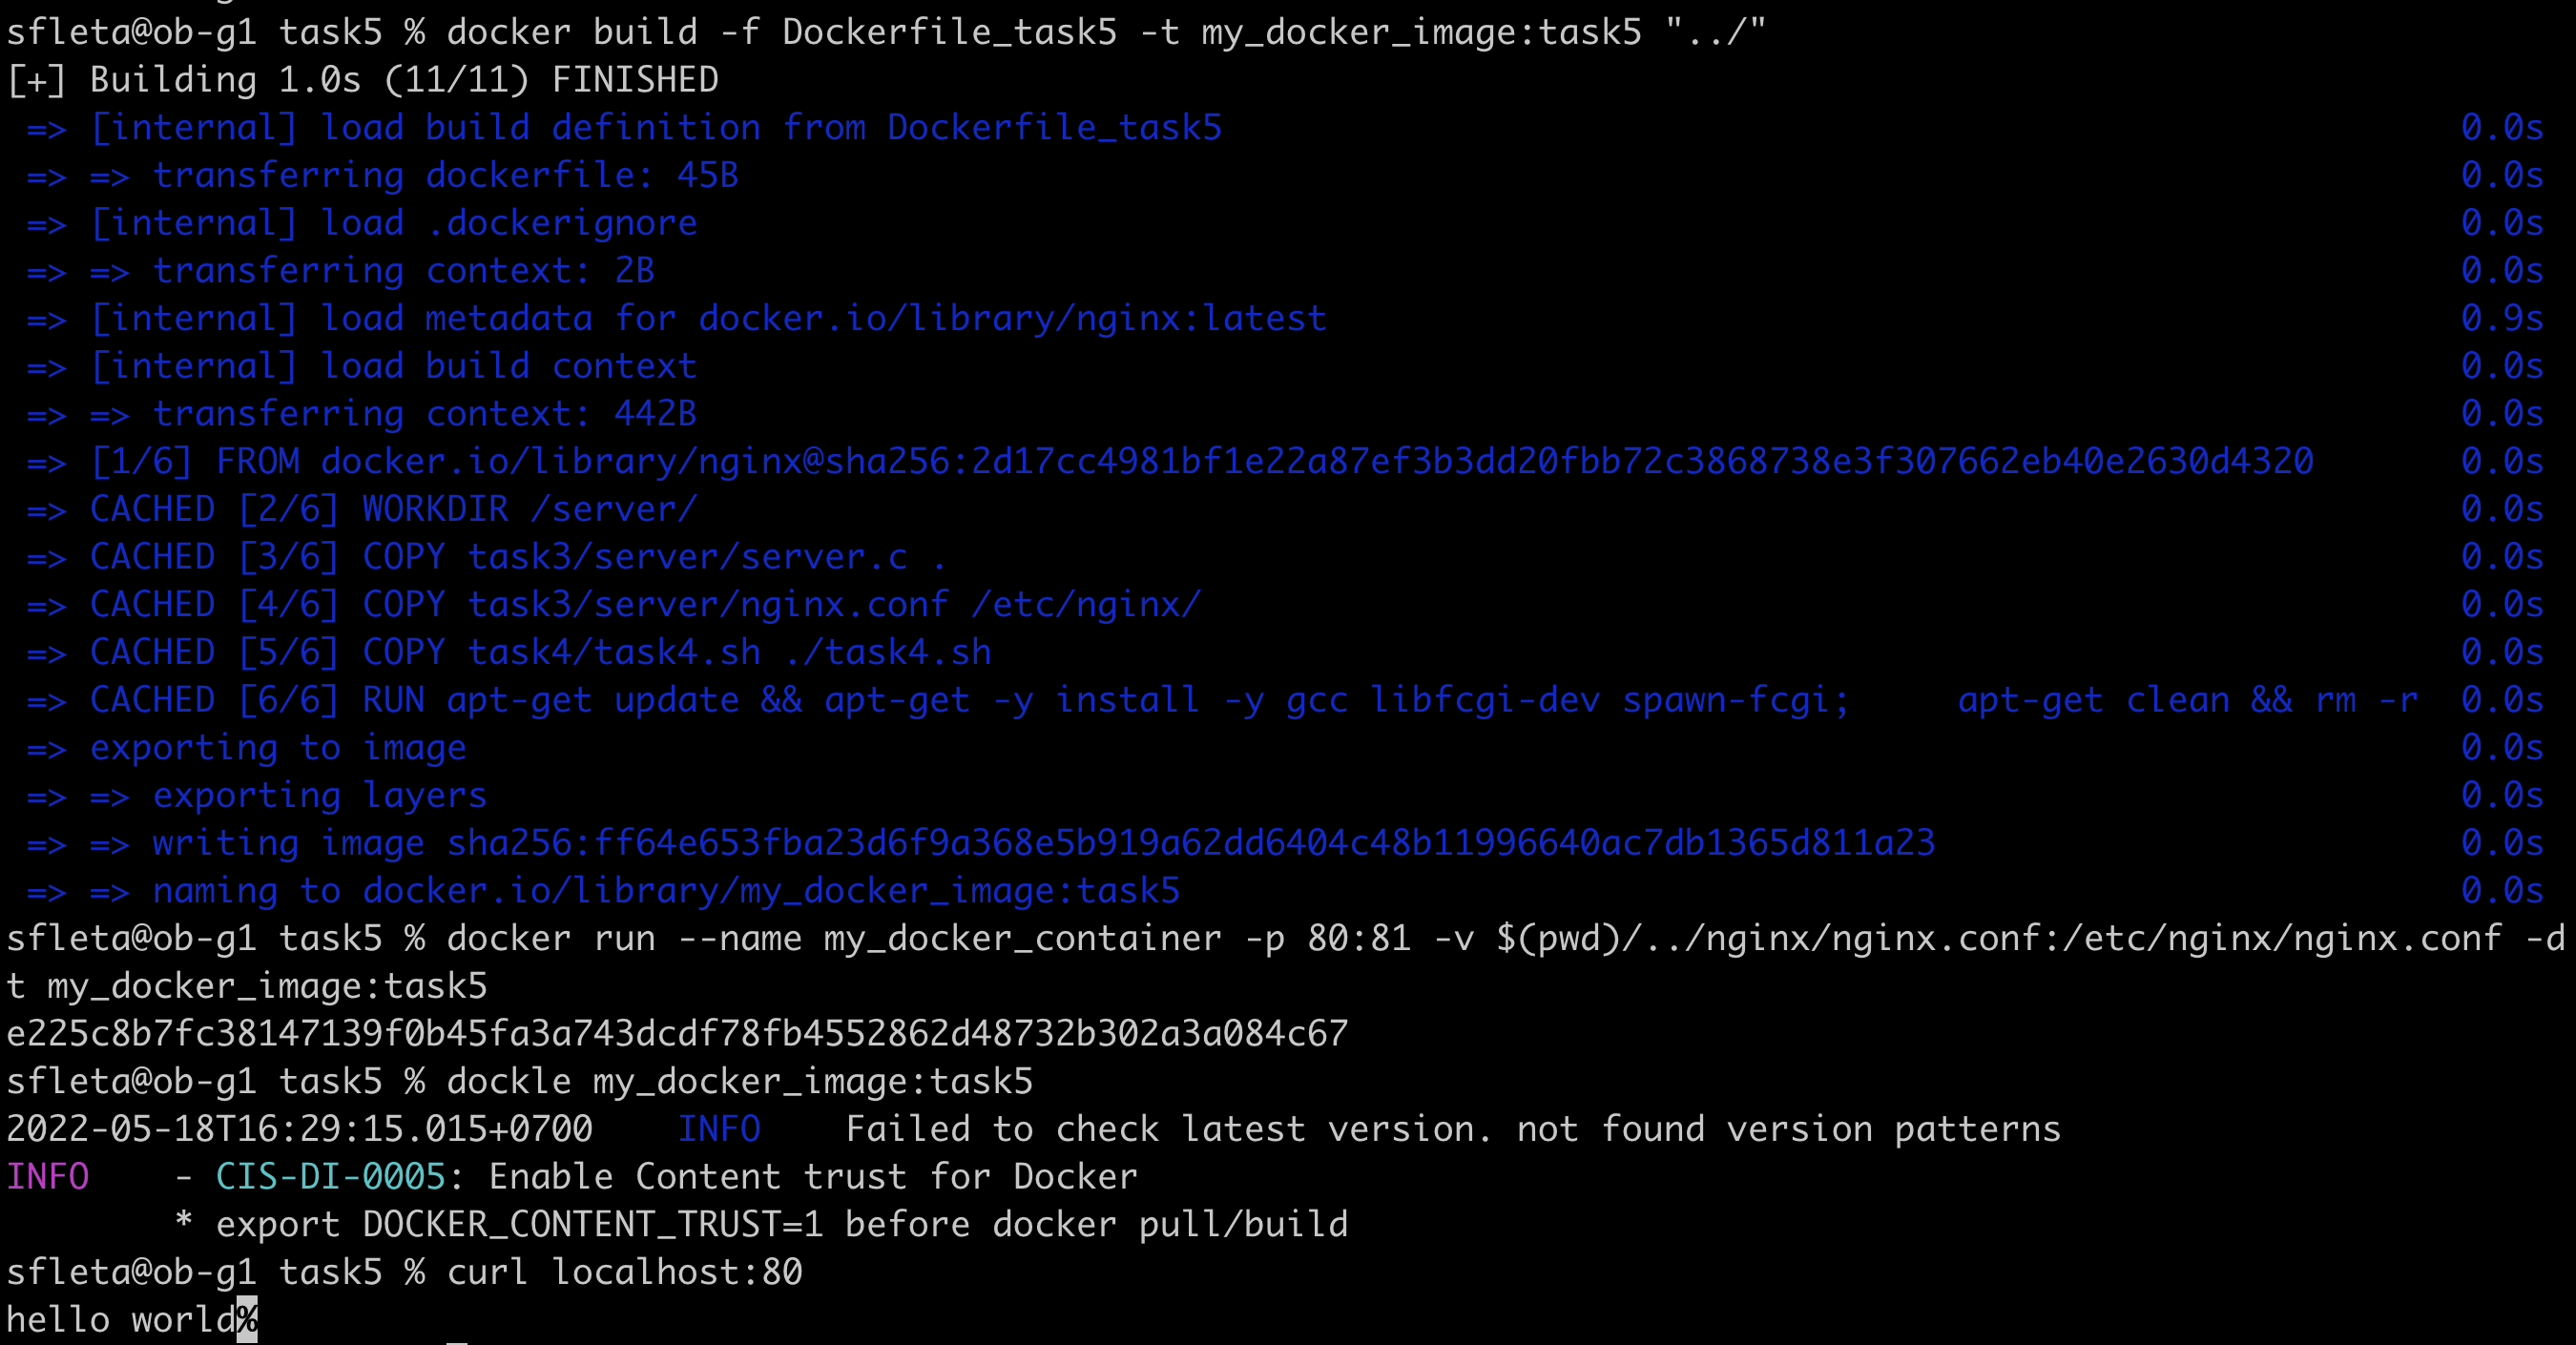 sfleta@ob-g1 task5 % docker build -f Dockerfile_task5 -t my_docker_image:task5 "../"
[+] Building 1.0s (11/11) FINISHED
=> [internal] load build definition from Dockerfile_task5 0.0s
=> => transferring dockerfile: 45B 0.0s
=> [internal] load .dockerignore 0.0s
=> => transferring context: 2B 0.0s
=> [internal] load metadata for docker.io/library/nginx:latest 0.9s
=> [internal] load build context 0.0s
=> => transferring context: 442B 0.0s
=> [1/6] FROM docker.io/library/nginx@sha256:2d17cc4981bf1e22a87ef3b3dd20fbb72c3868738e3f307662eb40e2630d4320 0.0s
=> CACHED [2/6] WORKDIR /server/ 0.0s
=> CACHED [3/6] COPY task3/server/server.c . 0.0s
=> CACHED [4/6] COPY task3/server/nginx.conf /etc/nginx/ 0.0s
=> CACHED [5/6] COPY task4/task4.sh ./task4.sh 0.0s
=> CACHED [6/6] RUN apt-get update && apt-get -y install -y gcc libfcgi-dev spawn-fcgi;     apt-get clean && rm -r 0.0s
=> exporting to image 0.0s
=> => exporting layers 0.0s
=> => writing image sha256:ff64e653fba23d6f9a368e5b919a62dd6404c48b11996640ac7db1365d811a23 0.0s
=> => naming to docker.io/library/my_docker_image:task5 0.0s
sfleta@ob-g1 task5 % docker run --name my_docker_container -p 80:81 -v $(pwd)/../nginx/nginx.conf:/etc/nginx/nginx.conf -d
t my_docker_image:task5
e225c8b7fc38147139f0b45fa3a743dcdf78fb4552862d48732b302a3a084c67
sfleta@ob-g1 task5 % dockle my_docker_image:task5
2022-05-18T16:29:15.015+0700    INFO    Failed to check latest version. not found version patterns
INFO    - CIS-DI-0005: Enable Content trust for Docker
* export DOCKER_CONTENT_TRUST=1 before docker pull/build
sfleta@ob-g1 task5 % curl localhost:80
hello world%